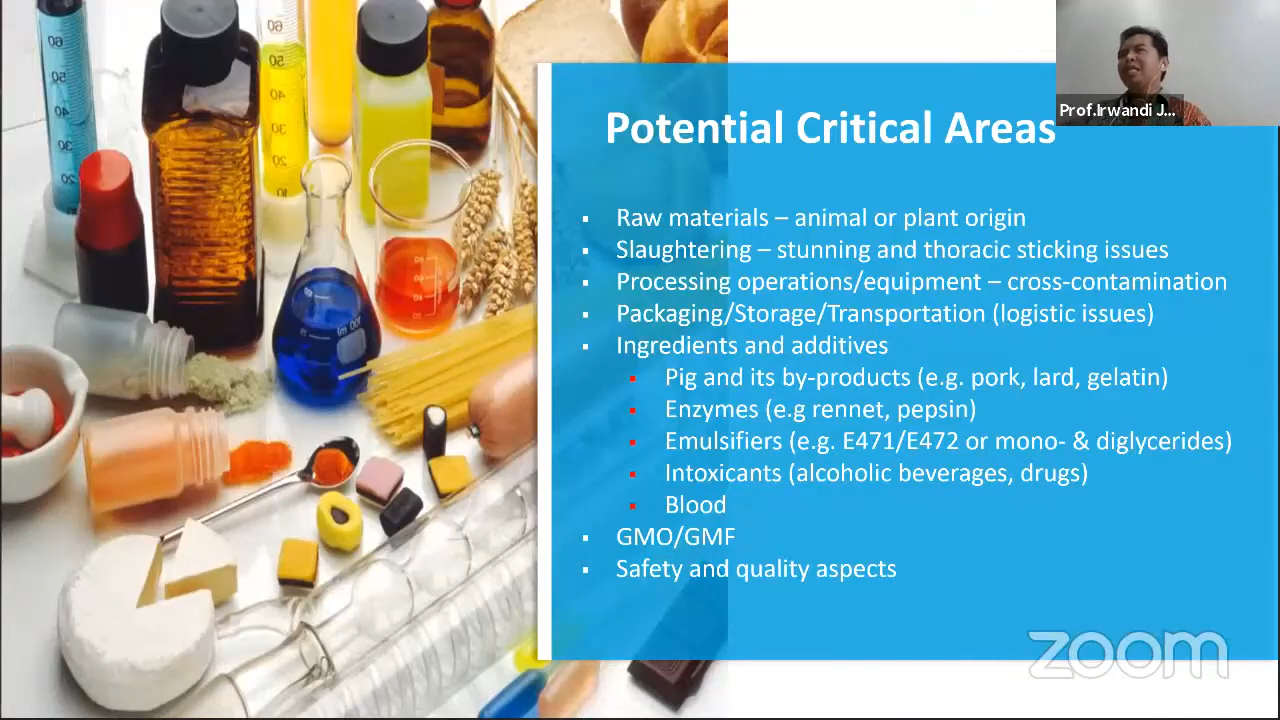 Prof.Irwandi J...
Potential Critical Areas
Raw materials – animal or plant origin
Slaughtering – stunning and thoracic sticking issues
Processing operations/equipment – cross-contamination
Packaging/Storage/Transportation (logistic issues)
Ingredients and additives
Pig and its by-products (e.g. pork, lard, gelatin)
Enzymes (e.g rennet, pepsin)
Emulsifiers (e.g. E471/E472 or mono- & diglycerides)
Intoxicants (alcoholic beverages, drugs)
Blood
GMO/GMF
Safety and quality aspects
zoom